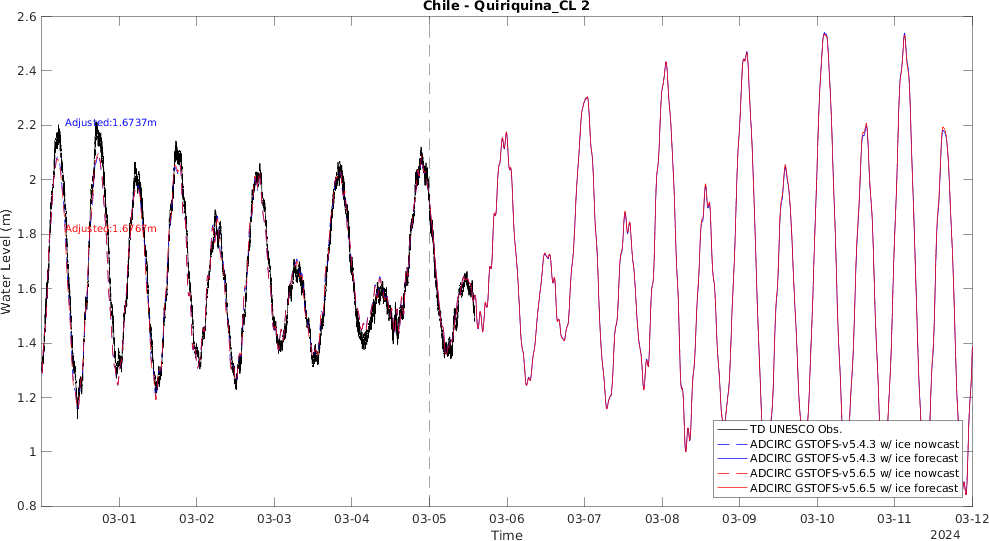 Chile - Quiriquina_CL 2
2.6
2.4
2.2
2
1.8
1.6
1.4
1.2
1
0.8
Water Level (m)
Adjusted:1.6737m
Adjusted:1.6767m
TD UNESCO Obs.
ADCIRC GSTOFS-v5.4.3 w/ ice nowcast
ADCIRC GSTOFS-v5.4.3 w/ ice forecast
ADCIRC GSTOFS-v5.6.5 w/ ice nowcast
ADCIRC GSTOFS-v5.6.5 w/ ice forecast
03-01 03-02 03-03 03-04 03-05 03-06 03-07 03-08 03-09 03-10 03-11 03-12
Time
2024